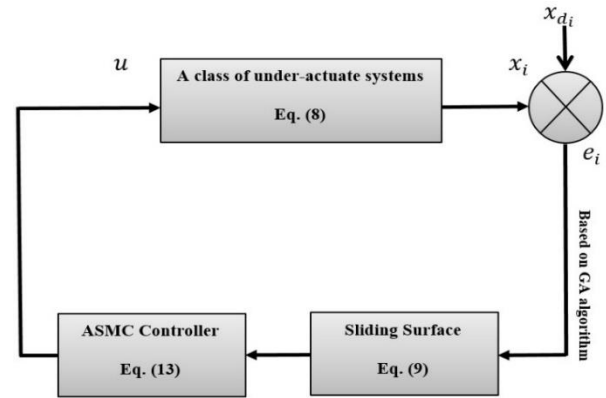 x_{d_i}
u
x_i
A class of under-actuate systems
Eq. (8)
e_i
Based on GA algorithm
ASMC Controller
Eq. (13)
Sliding Surface
Eq. (9)